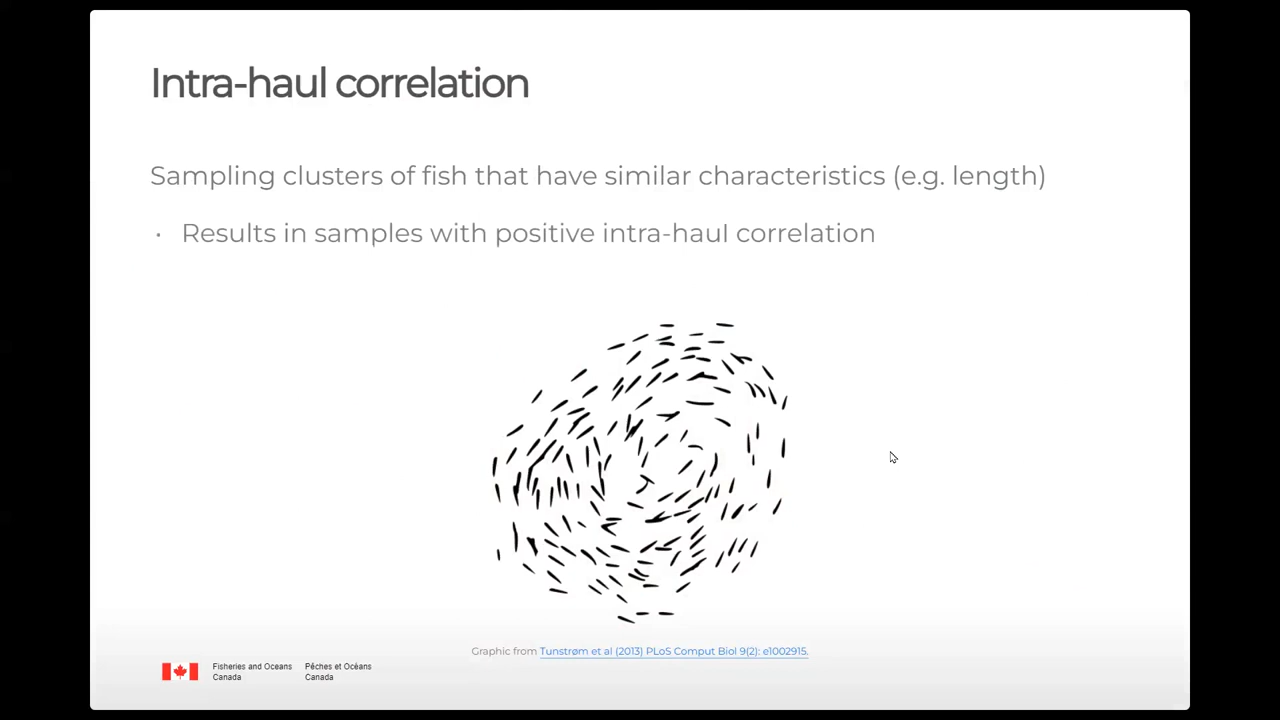 Intra-haul correlation
Sampling clusters of fish that have similar characteristics (e.g. length)
· Results in samples with positive intra-haul correlation
Graphic from Tunstrøm et al (2013) PLoS Comput Biol 9(2): e1002915.
Fisheries and Oceans Pêches et Océans
Canada Canada